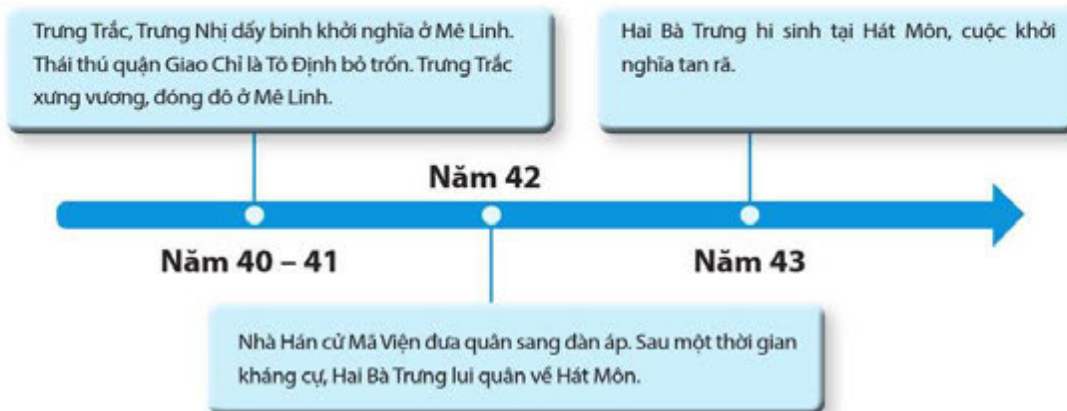 Trưng Trắc, Trưng Nhị dấy binh khởi nghĩa ở Mê Linh.
Thái thú quận Giao Chỉ là Tô Định bỏ trốn. Trưng Trắc
xưng vương, đóng đô ở Mê Linh.
Hai Bà Trưng hi sinh tại Hát Môn, cuộc khởi
nghĩa tan rã.
Năm 42
Năm 40 – 41
Năm 43
Nhà Hán cử Mã Viện đưa quân sang đàn áp. Sau một thời gian
kháng cự, Hai Bà Trưng lui quân về Hát Môn.